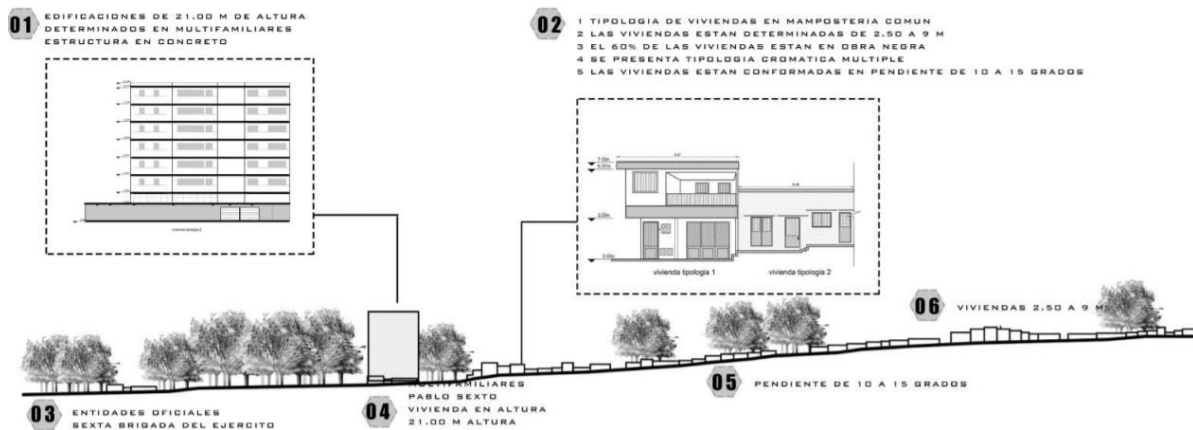 01
EDIFICACIONES DE 21.00 M DE ALTURA
DETERMINADOS EN MULTIFAMILIARES
ESTRUCTURA EN CONCRETO
02
1 TIPOLOGIA DE VIVIENDAS EN MAMPOSTERIA COMUN
2 LAS VIVIENDAS ESTAN DETERMINADAS DE 2.50 A 9 M
3 EL 60% DE LAS VIVIENDAS ESTAN EN OBRA NEGRA
4 SE PRESENTA TIPOLOGIA CROMATICA MULTIPLE
5 LAS VIVIENDAS ESTAN CONFORMADAS EN PENDIENTE DE 10 A 15 GRADOS
vivienda tipologia 1
vivienda tipologia 2
06
VIVIENDAS 2.50 A 9 M
03
ENTIDADES OFICIALES
SEXTA BRIGADA DEL EJERCITO
04
MULTIFAMILIARES
PABLO SEXTO
VIVIENDA EN ALTURA
21.00 M ALTURA
05
PENDIENTE DE 10 A 15 GRADOS